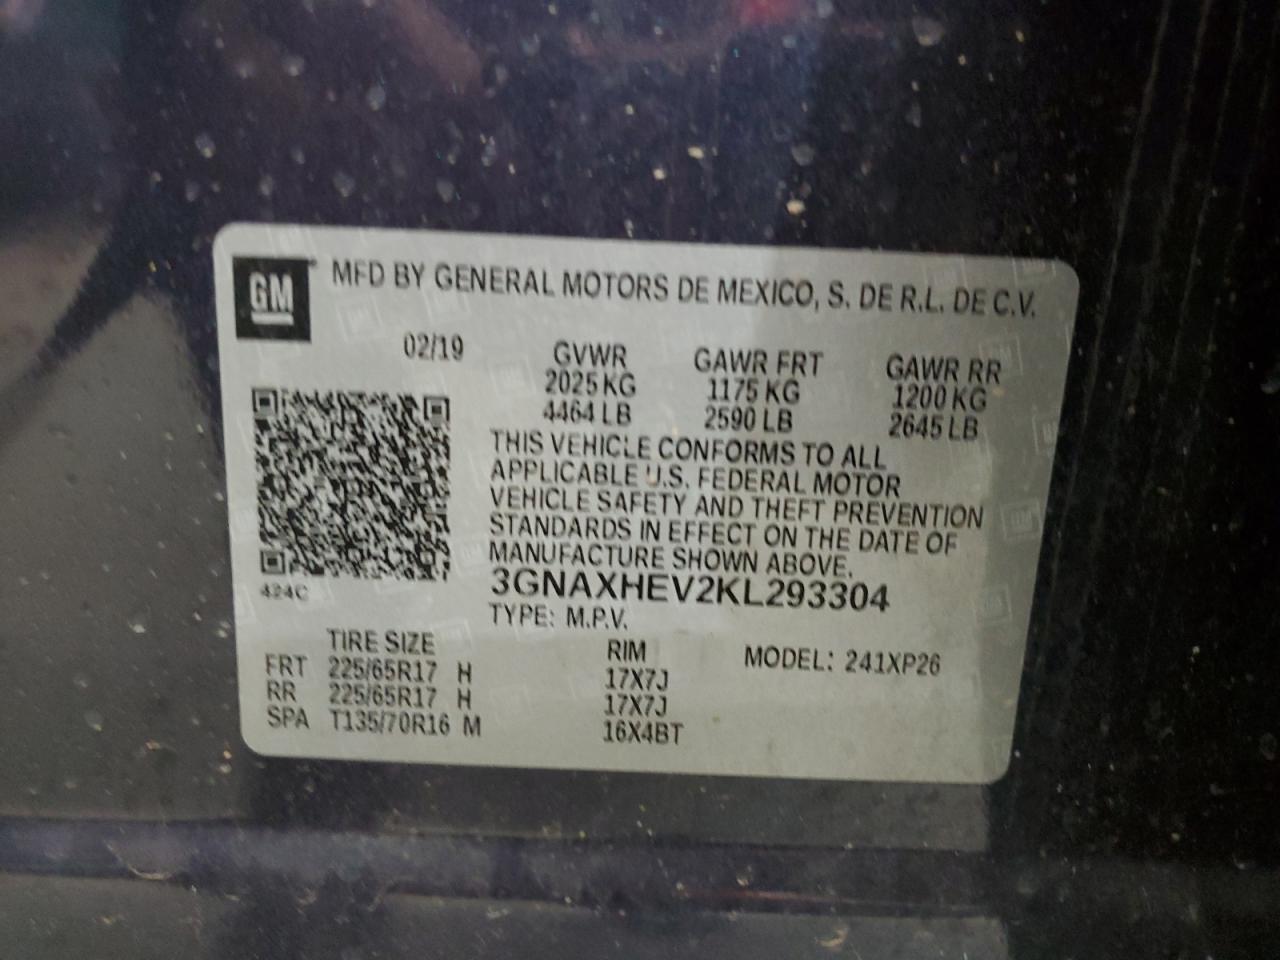 GM MFD BY GENERAL MOTORS DE MEXICO, S. DE R.L. DE C.V.
02/19 GVWR GAWR FRT GAWR RR
2025 KG 1175 KG 1200 KG
4464 LB 2590 LB 2645 LB
THIS VEHICLE CONFORMS TO ALL
APPLICABLE U.S. FEDERAL MOTOR
VEHICLE SAFETY AND THEFT PREVENTION
STANDARDS IN EFFECT ON THE DATE OF
MANUFACTURE SHOWN ABOVE.
424C 3GNAXHEV2KL293304
TYPE: M.P.V.
TIRE SIZE RIM MODEL: 241XP26
FRT 225/65R17 H 17X7J
RR 225/65R17 H 17X7J
SPA T135/70R16 M 16X4BT